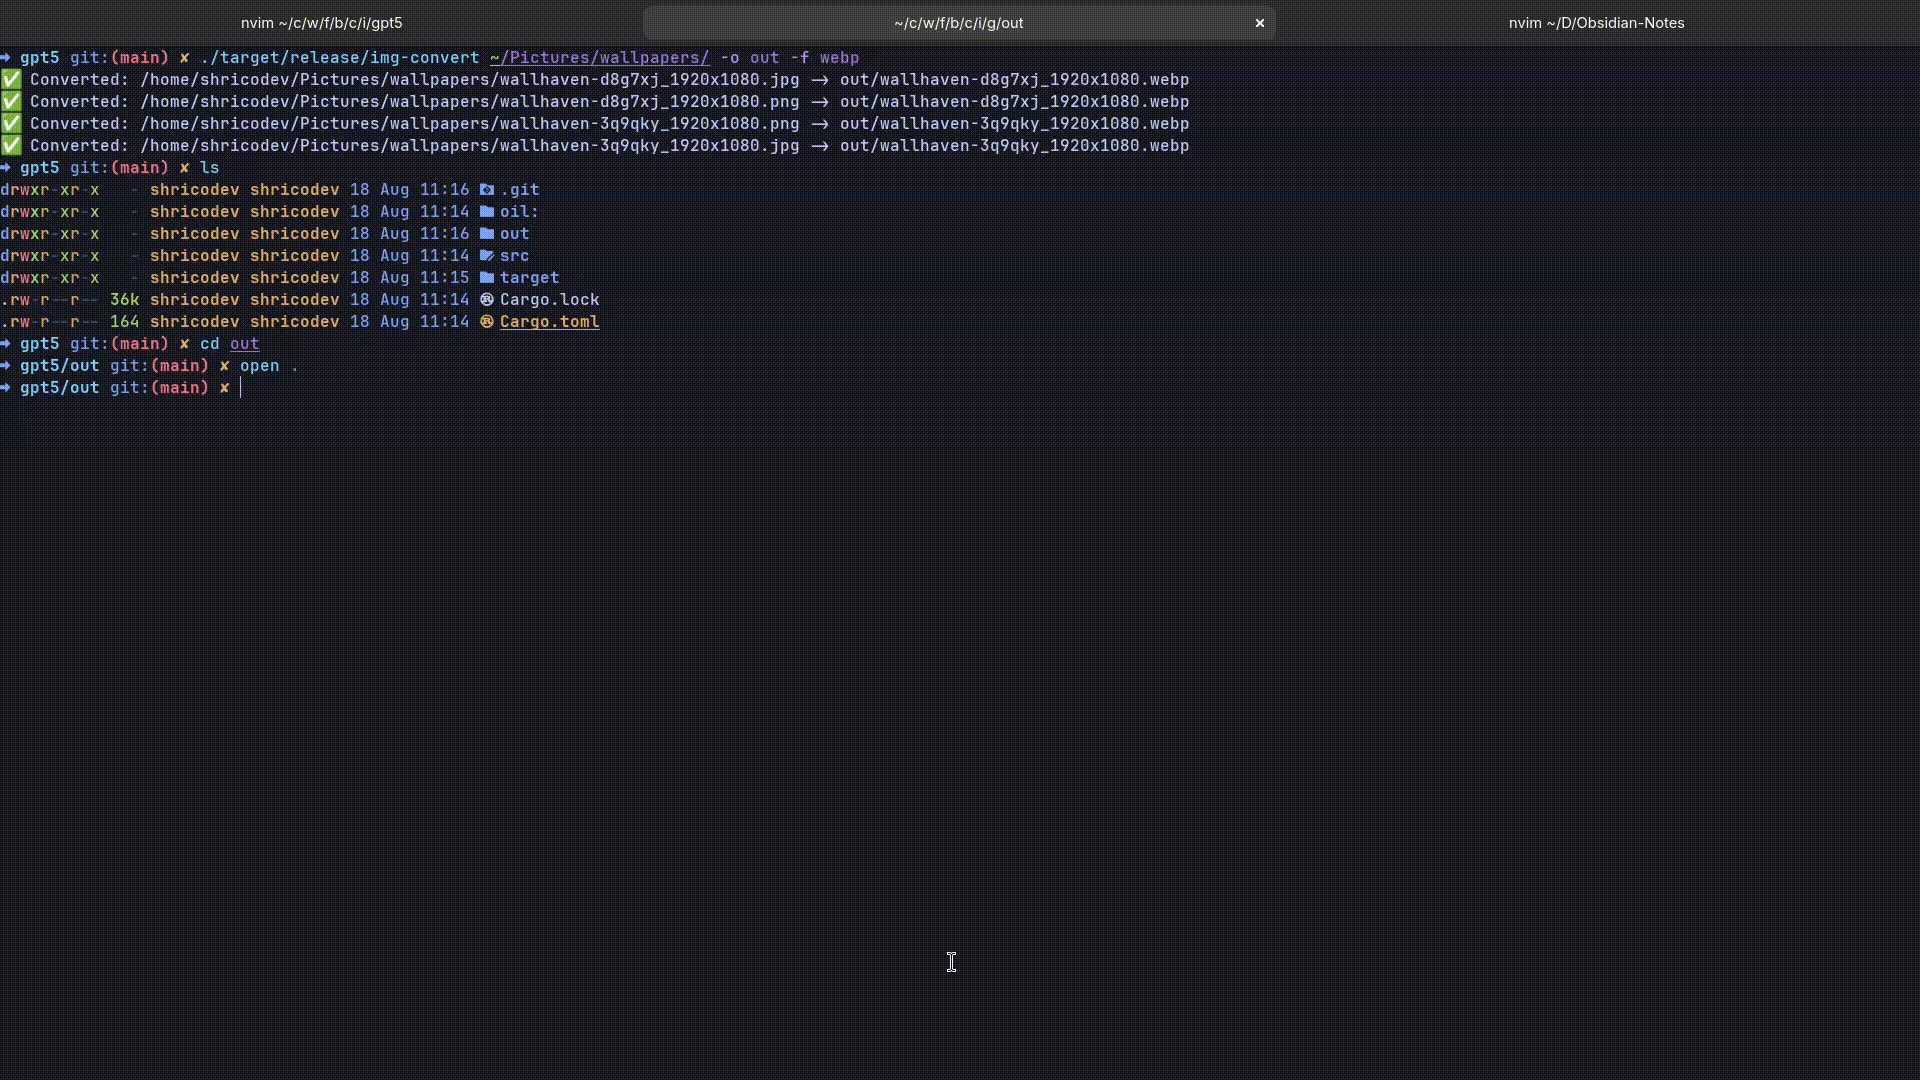 nvim ~/c/w/f/b/c/i/gpt5
~/c/w/f/b/c/i/g/out ×
nvim ~/D/Obsidian-Notes
➜ gpt5 git:(main) ✘ ./target/release/img-convert ~/Pictures/wallpapers/ -o out -f webp
✅ Converted: /home/shricodev/Pictures/wallpapers/wallhaven-d8g7xj_1920x1080.jpg → out/wallhaven-d8g7xj_1920x1080.webp
✅ Converted: /home/shricodev/Pictures/wallpapers/wallhaven-d8g7xj_1920x1080.png → out/wallhaven-d8g7xj_1920x1080.webp
✅ Converted: /home/shricodev/Pictures/wallpapers/wallhaven-3q9qky_1920x1080.png → out/wallhaven-3q9qky_1920x1080.webp
✅ Converted: /home/shricodev/Pictures/wallpapers/wallhaven-3q9qky_1920x1080.jpg → out/wallhaven-3q9qky_1920x1080.webp
➜ gpt5 git:(main) ✘ ls
drwxr-xr-x - shricodev shricodev 18 Aug 11:16 .git
drwxr-xr-x - shricodev shricodev 18 Aug 11:14 oil:
drwxr-xr-x - shricodev shricodev 18 Aug 11:16 out
drwxr-xr-x - shricodev shricodev 18 Aug 11:14 src
drwxr-xr-x - shricodev shricodev 18 Aug 11:15 target
.rw-r--r-- 36k shricodev shricodev 18 Aug 11:14 Cargo.lock
.rw-r--r-- 164 shricodev shricodev 18 Aug 11:14 Cargo.toml
➜ gpt5 git:(main) ✘ cd out
➜ gpt5/out git:(main) ✘ open .
➜ gpt5/out git:(main) ✘